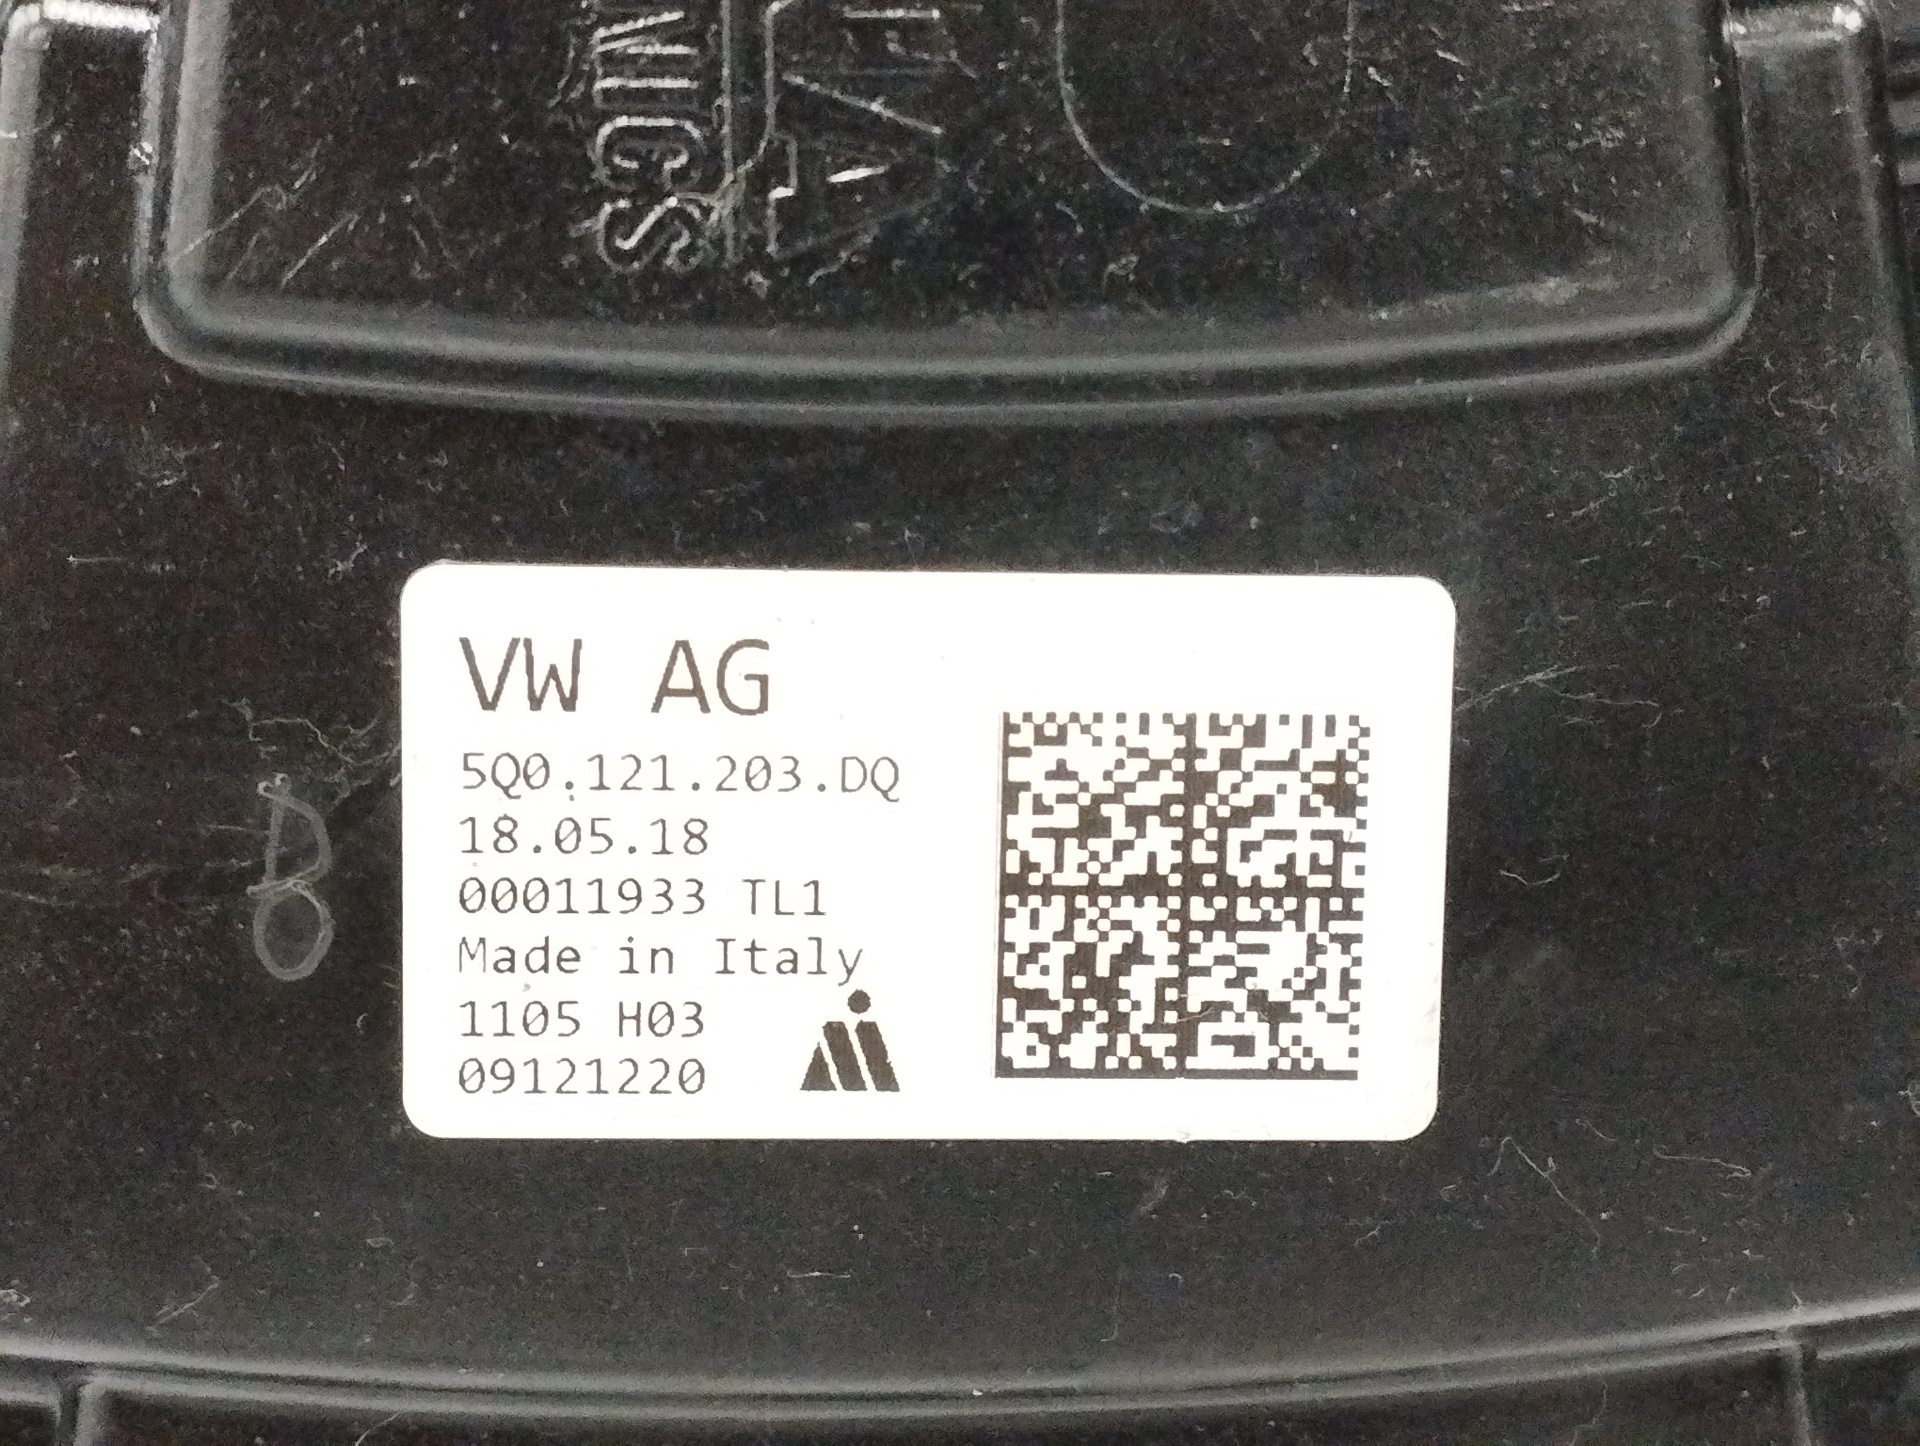 VW AG
5Q0.121.203.DQ
18.05.18
00011933 TL1
Made in Italy
1105 H03
09121220